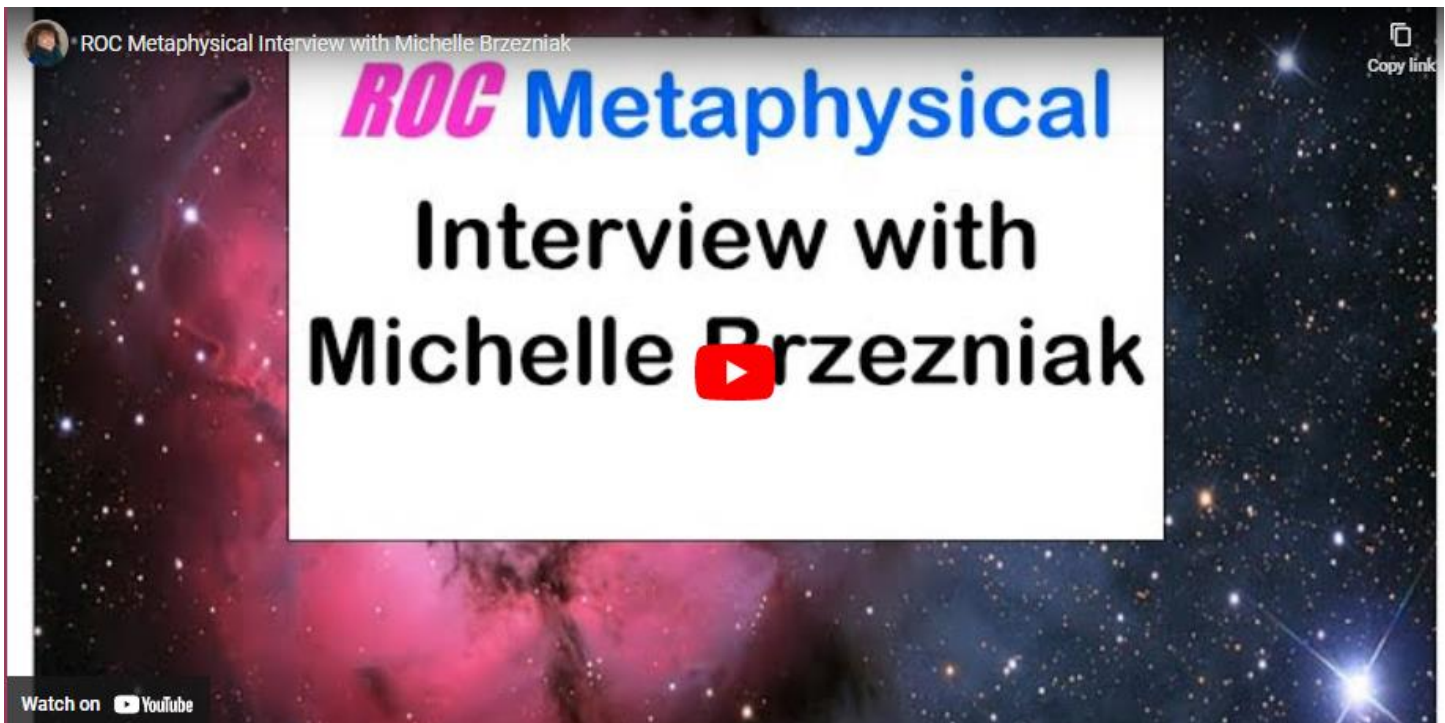 ROC Metaphysical Interview with Michelle Brzezniak
Copy link
ROC Metaphysical
Interview with
Michelle Brzezniak
Watch on YouTube